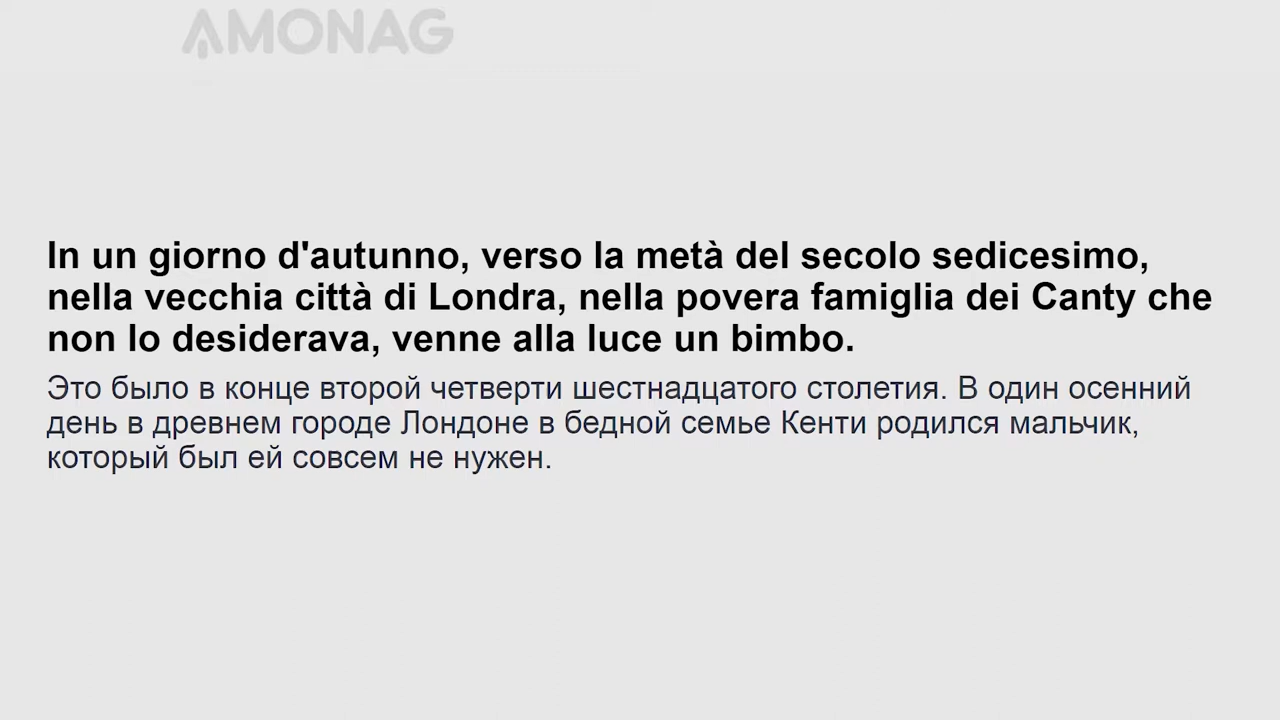 AMONAG
In un giorno d'autunno, verso la metà del secolo sedicesimo,
nella vecchia città di Londra, nella povera famiglia dei Canty che
non lo desiderava, venne alla luce un bimbo.
Это было в конце второй четверти шестнадцатого столетия. В один осенний
день в древнем городе Лондоне в бедной семье Кенти родился мальчик,
который был ей совсем не нужен.